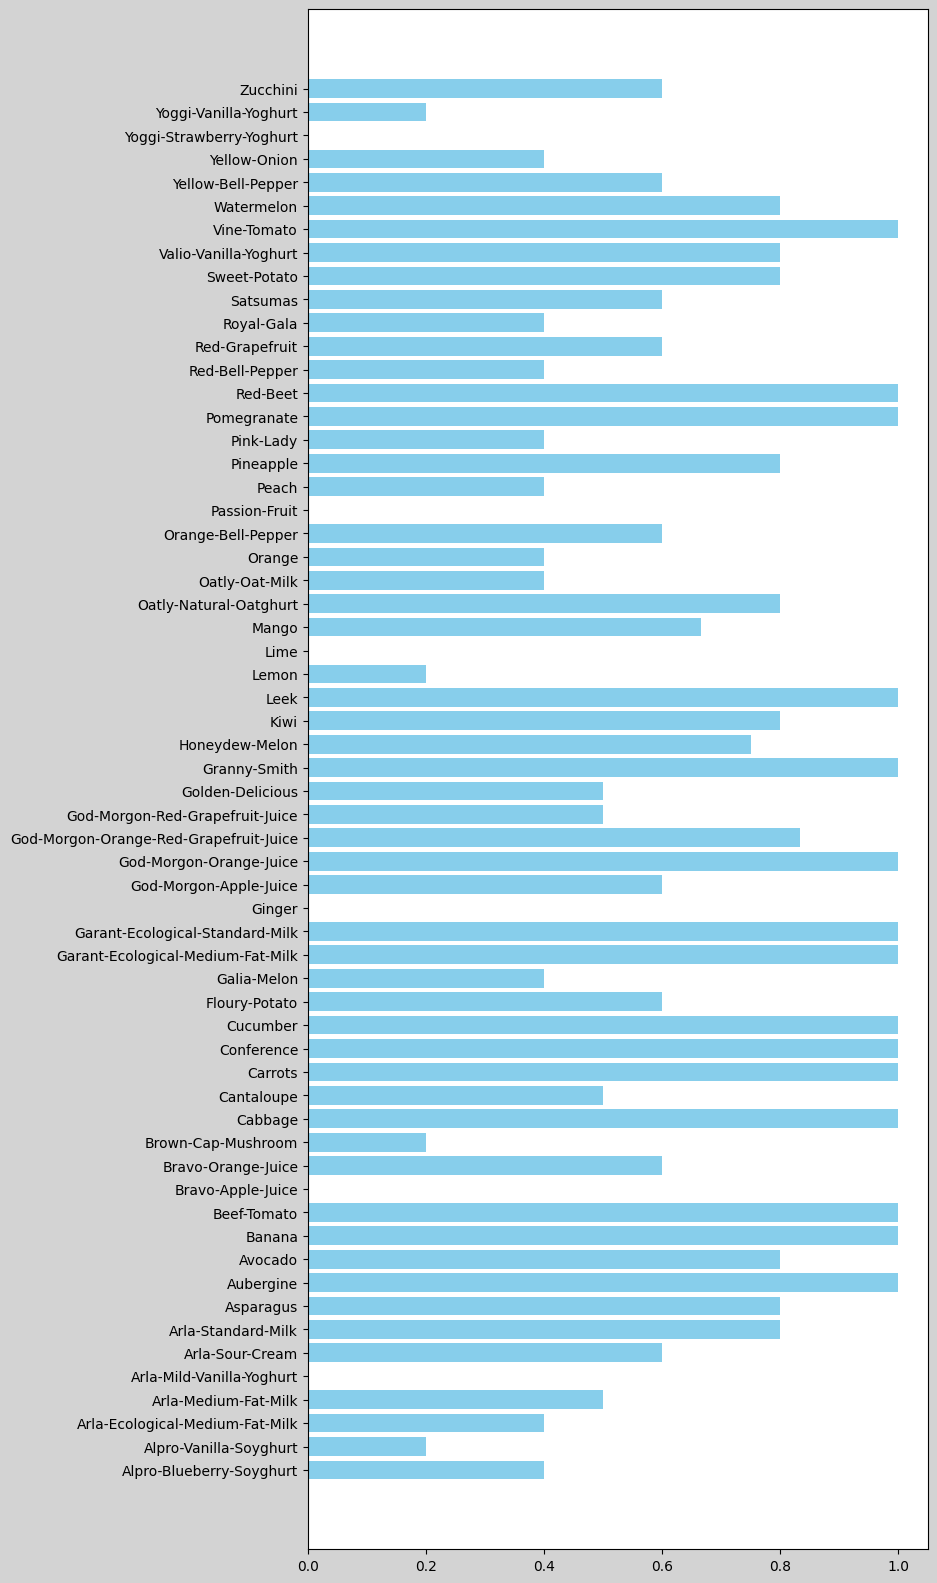 Zucchini
Yoggi-Vanilla-Yoghurt
Yoggi-Strawberry-Yoghurt
Yellow-Onion
Yellow-Bell-Pepper
Watermelon
Vine-Tomato
Valio-Vanilla-Yoghurt
Sweet-Potato
Satsumas
Royal-Gala
Red-Grapefruit
Red-Bell-Pepper
Red-Beet
Pomegranate
Pink-Lady
Pineapple
Peach
Passion-Fruit
Orange-Bell-Pepper
Orange
Oatly-Oat-Milk
Oatly-Natural-Oatghurt
Mango
Lime
Lemon
Leek
Kiwi
Honeydew-Melon
Granny-Smith
Golden-Delicious
God-Morgon-Red-Grapefruit-Juice
God-Morgon-Orange-Red-Grapefruit-Juice
God-Morgon-Orange-Juice
God-Morgon-Apple-Juice
Ginger
Garant-Ecological-Standard-Milk
Garant-Ecological-Medium-Fat-Milk
Galia-Melon
Floury-Potato
Cucumber
Conference
Carrots
Cantaloupe
Cabbage
Brown-Cap-Mushroom
Bravo-Orange-Juice
Bravo-Apple-Juice
Beef-Tomato
Banana
Avocado
Aubergine
Asparagus
Arla-Standard-Milk
Arla-Sour-Cream
Arla-Mild-Vanilla-Yoghurt
Arla-Medium-Fat-Milk
Arla-Ecological-Medium-Fat-Milk
Alpro-Vanilla-Soyghurt
Alpro-Blueberry-Soyghurt
0.0 0.2 0.4 0.6 0.8 1.0